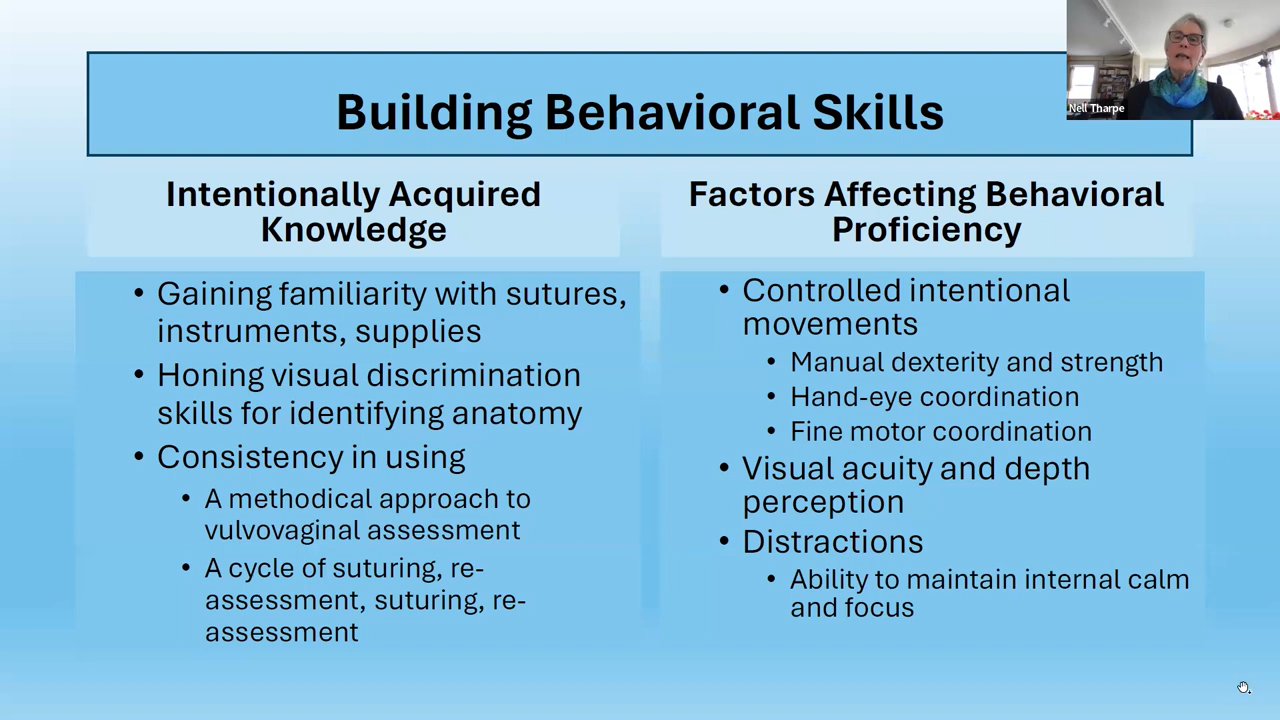 Building Behavioral Skills
Nell Tharpe
Intentionally Acquired
Knowledge
• Gaining familiarity with sutures,
instruments, supplies
• Honing visual discrimination
skills for identifying anatomy
• Consistency in using
• A methodical approach to
vulvovaginal assessment
• A cycle of suturing, re-
assessment, suturing, re-
assessment
Factors Affecting Behavioral
Proficiency
• Controlled intentional
movements
• Manual dexterity and strength
• Hand-eye coordination
• Fine motor coordination
• Visual acuity and depth
perception
• Distractions
• Ability to maintain internal calm
and focus